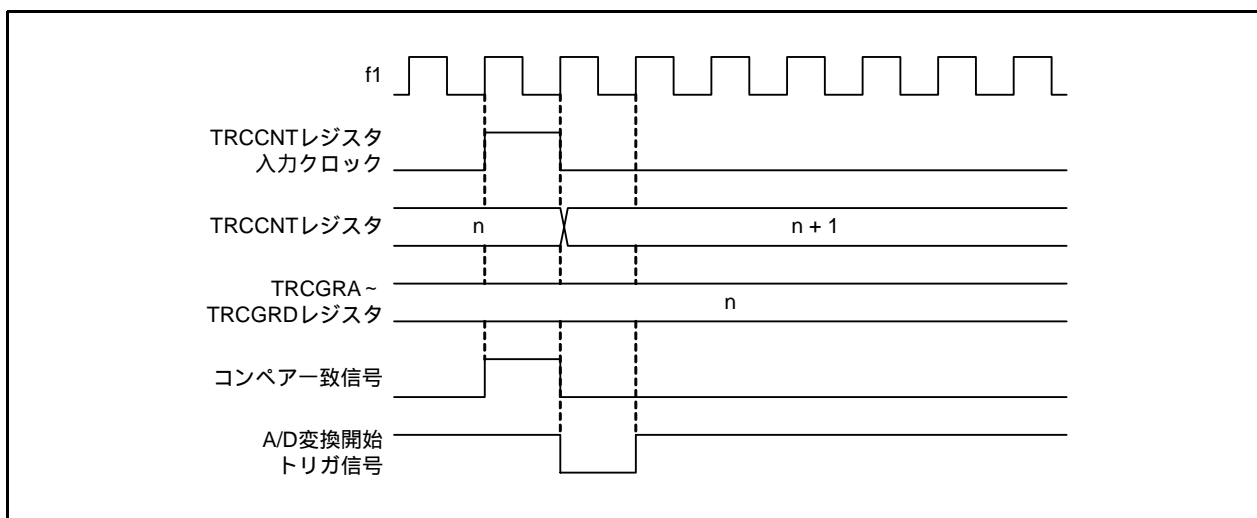 f1
TRCCNTレジスタ
入力クロック
TRCCNTレジスタ
n
n + 1
TRCGRA～
TRCGRDレジスタ
n
コンペア一致信号
A/D変換開始
トリガ信号